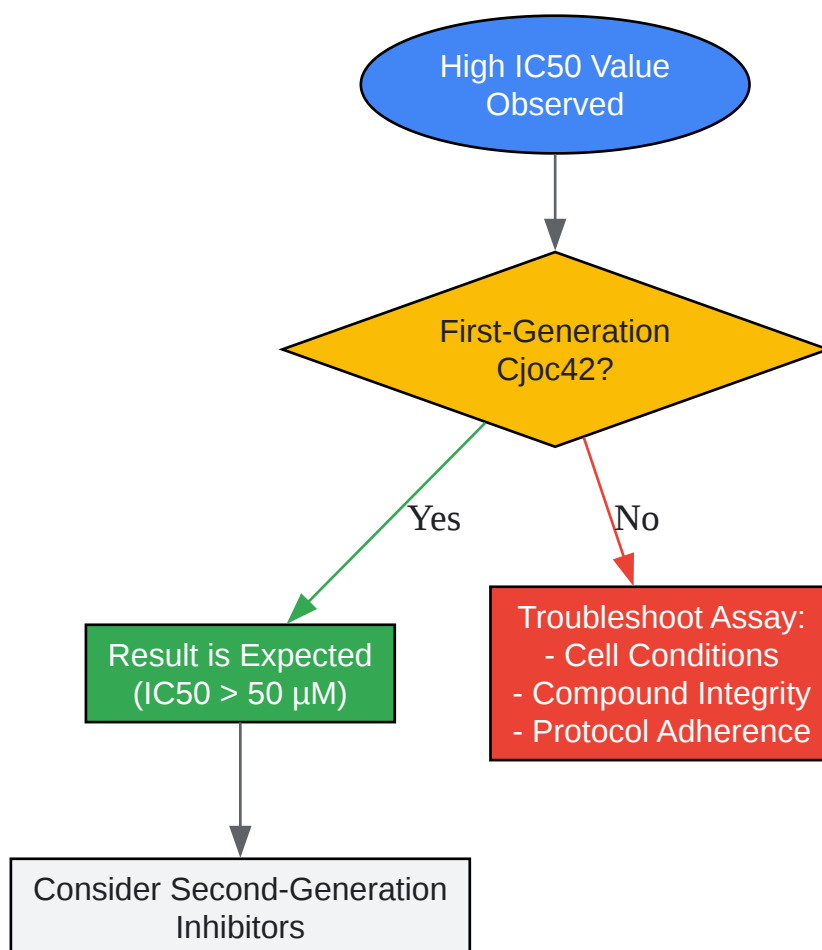 High IC50 Value
Observed
First-Generation
Cjoc42?
Yes
No
Result is Expected
(IC50 > 50 µM)
Troubleshoot Assay:
- Cell Conditions
- Compound Integrity
- Protocol Adherence
Consider Second-Generation
Inhibitors